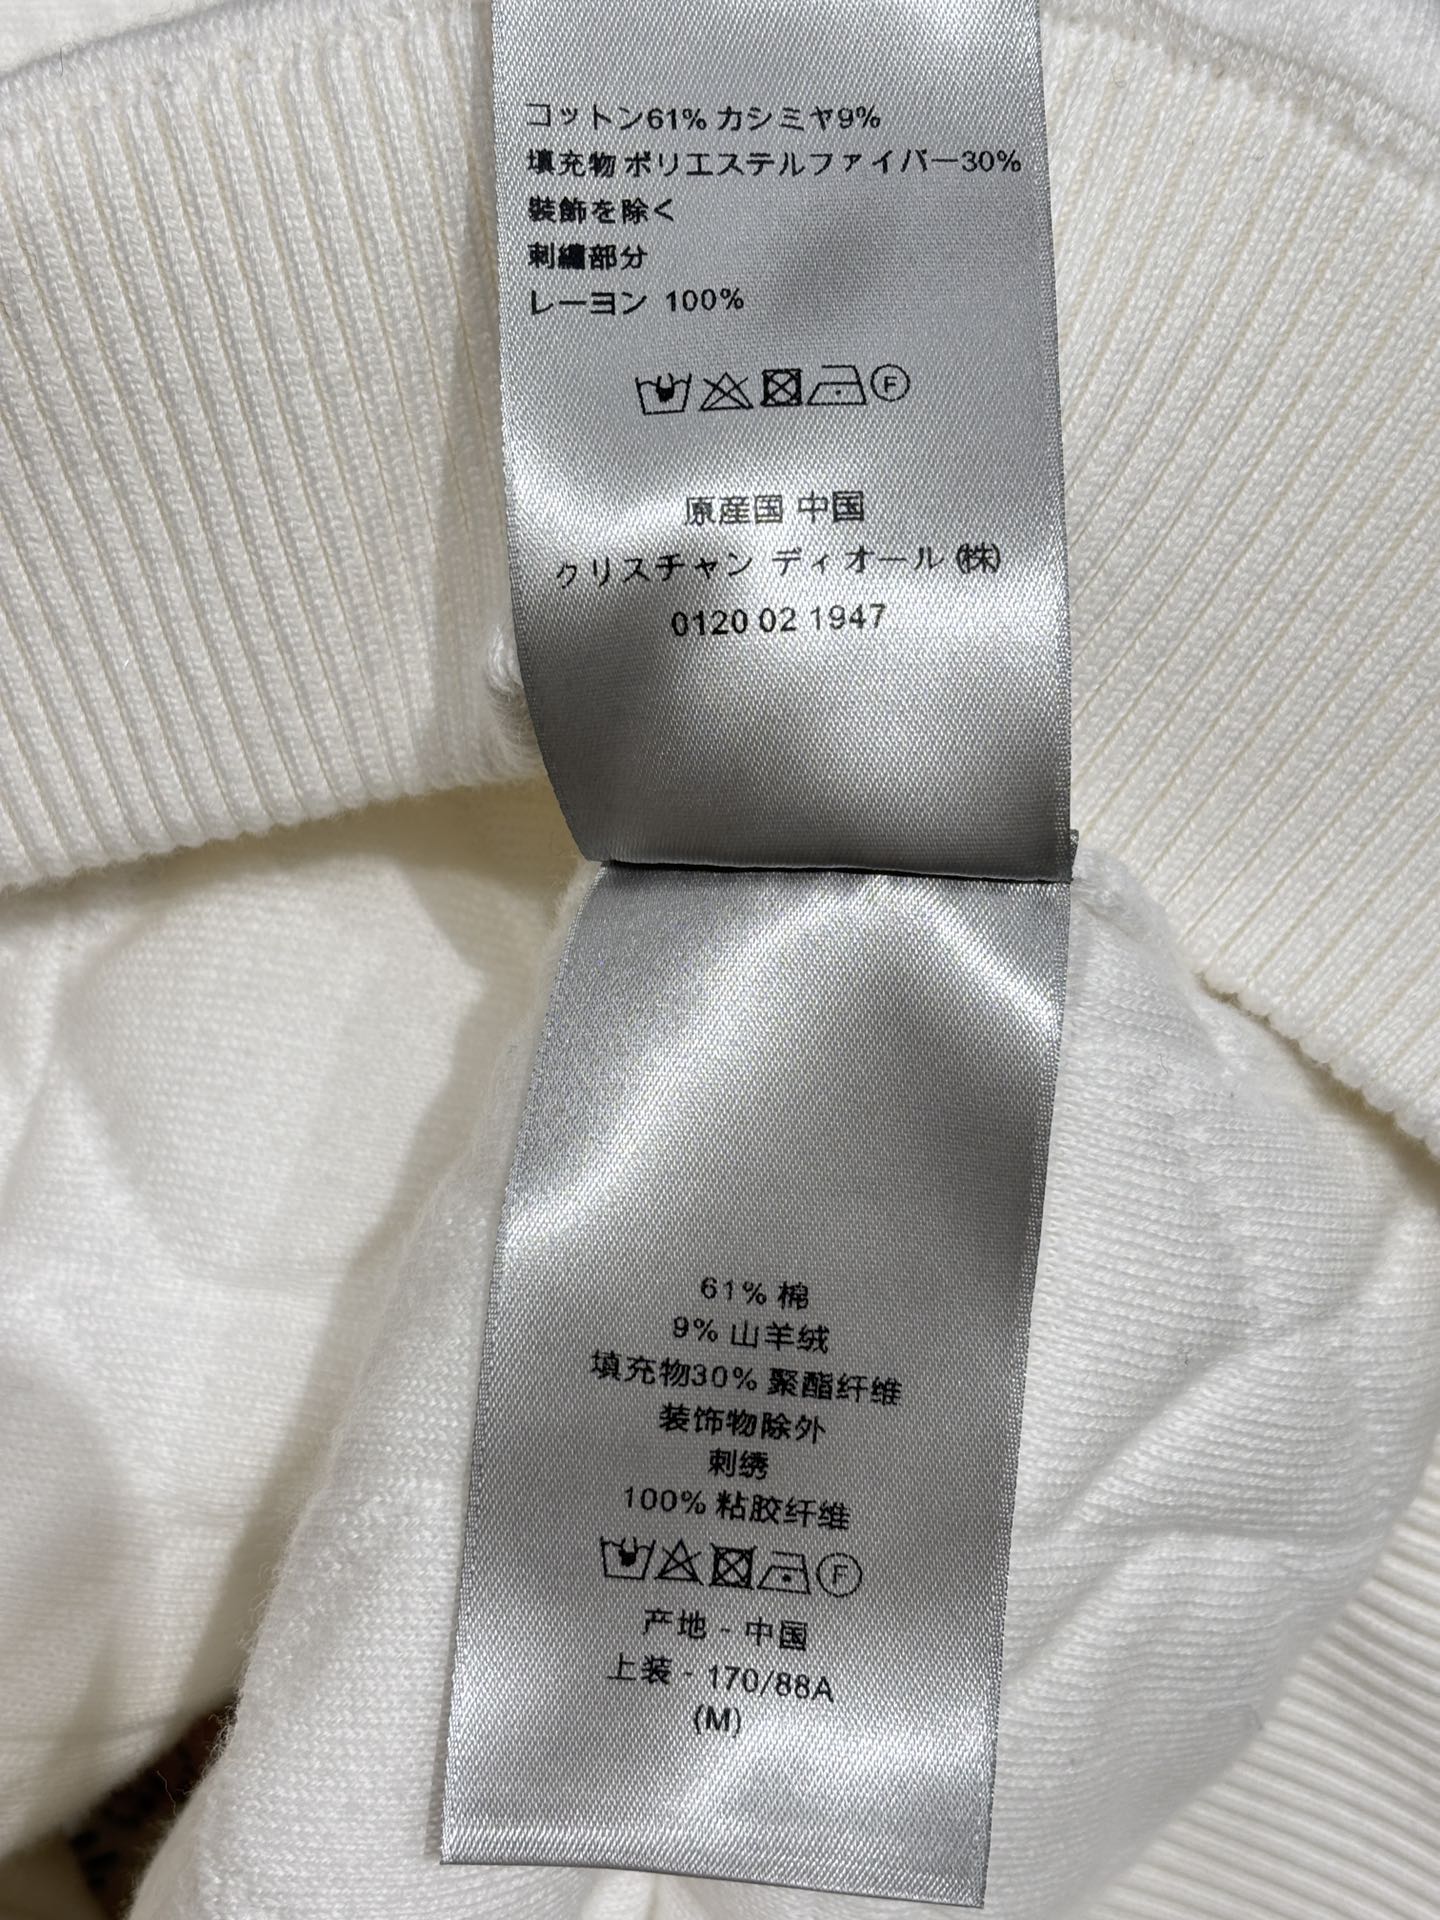 コットン61% カシミヤ9%
填充物 ポリエステルファイバー30%
装飾を除く
刺繍部分
レーヨン 100%
F
原産国 中国
クリスチャン ディオール (株)
0120 02 1947
61% 棉
9% 山羊绒
填充物30% 聚酯纤维
装饰物除外
刺绣
100% 粘胶纤维
F
产地 - 中国
上装 - 170/88A
(M)